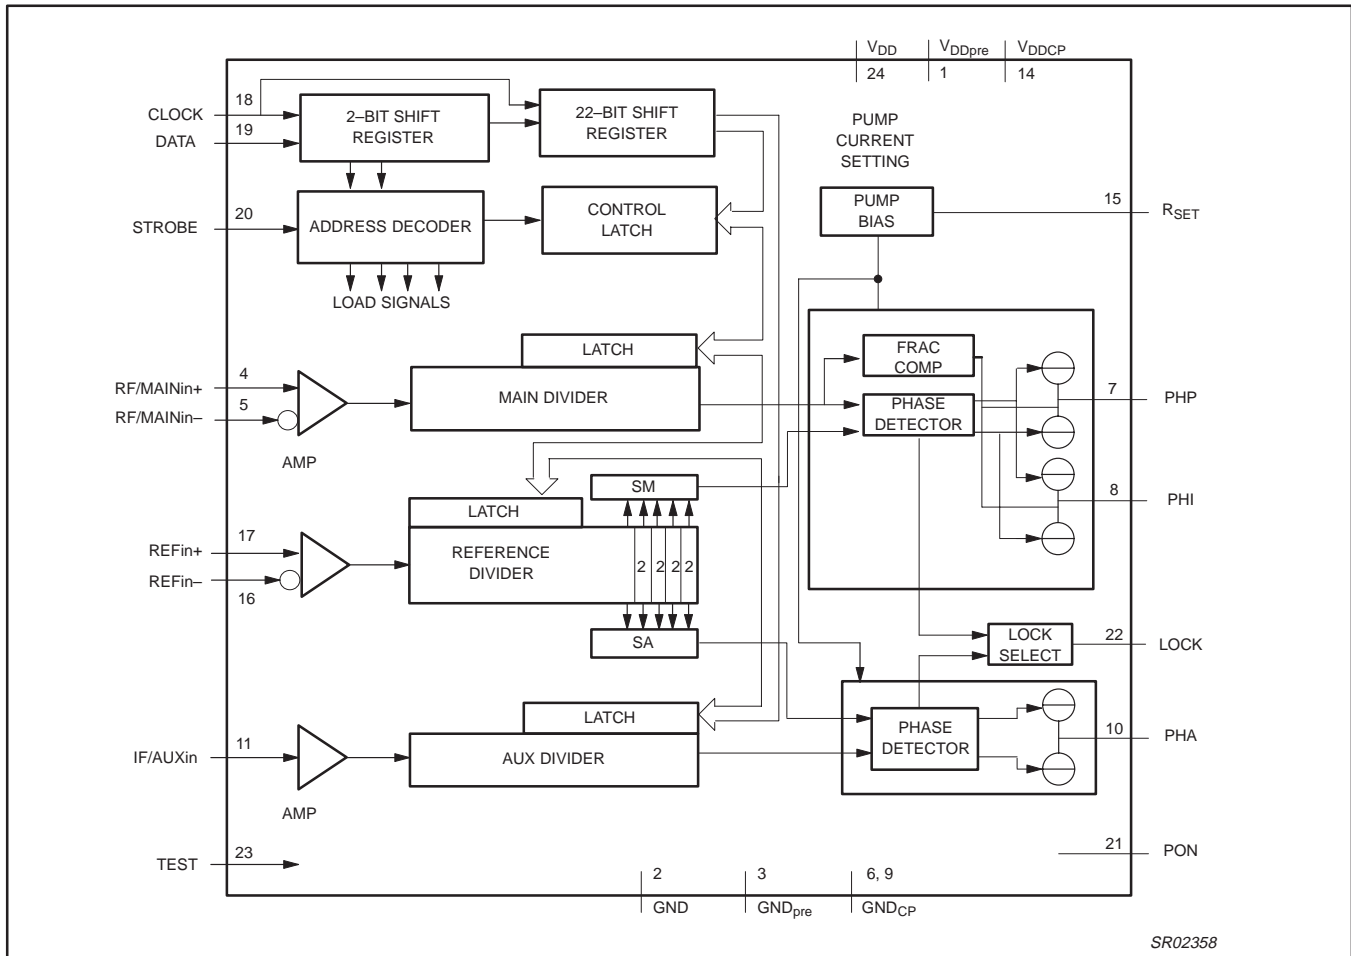 VDD
VDDpre
VDDCP
24
1
14
18
CLOCK
19
DATA
2–BIT SHIFT
REGISTER
22–BIT SHIFT
REGISTER
PUMP
CURRENT
SETTING
20
STROBE
ADDRESS DECODER
CONTROL
LATCH
PUMP
BIAS
15
RSET
LOAD SIGNALS
LATCH
FRAC
COMP
4
RF/MAINin+
5
RF/MAINin–
AMP
MAIN DIVIDER
PHASE
DETECTOR
7
PHP
SM
8
PHI
LATCH
17
REFin+
REFin–
16
REFERENCE
DIVIDER
2
2
2
2
SA
LOCK
SELECT
22
LOCK
LATCH
11
IF/AUXin
AMP
AUX DIVIDER
PHASE
DETECTOR
10
PHA
23
TEST
21
PON
2
3
6, 9
GND
GNDpre
GNDCP
SR02358